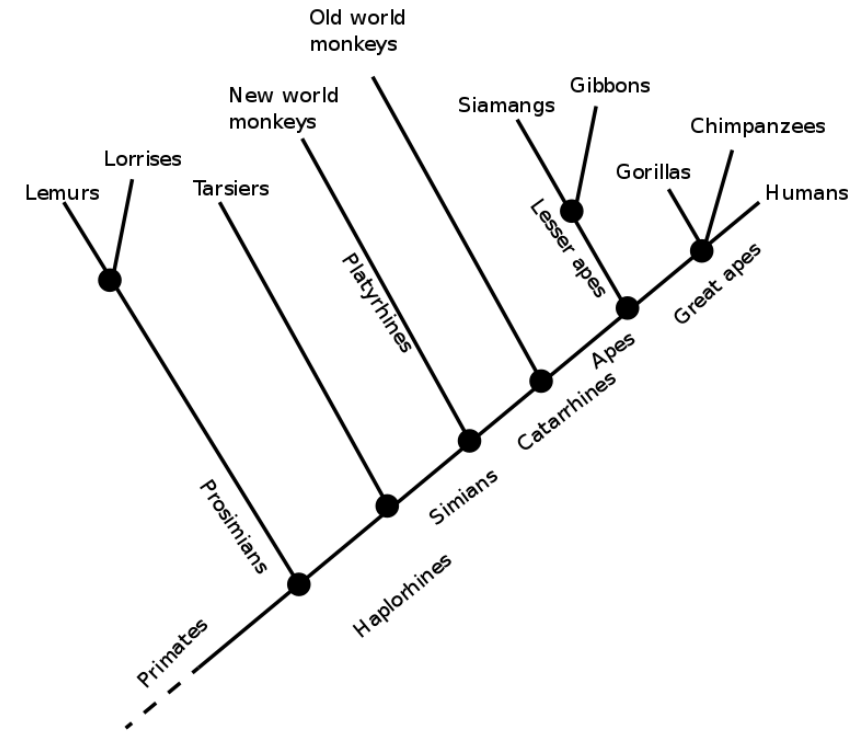 Old world
monkeys
New world
monkeys
Gibbons
Siamangs
Chimpanzees
Lorrises
Gorillas
Lemurs
Tarsiers
Humans
Lesser apes
Great apes
Platyrhines
Apes
Catarrhines
Simians
Prosimians
Haplorhines
Primates